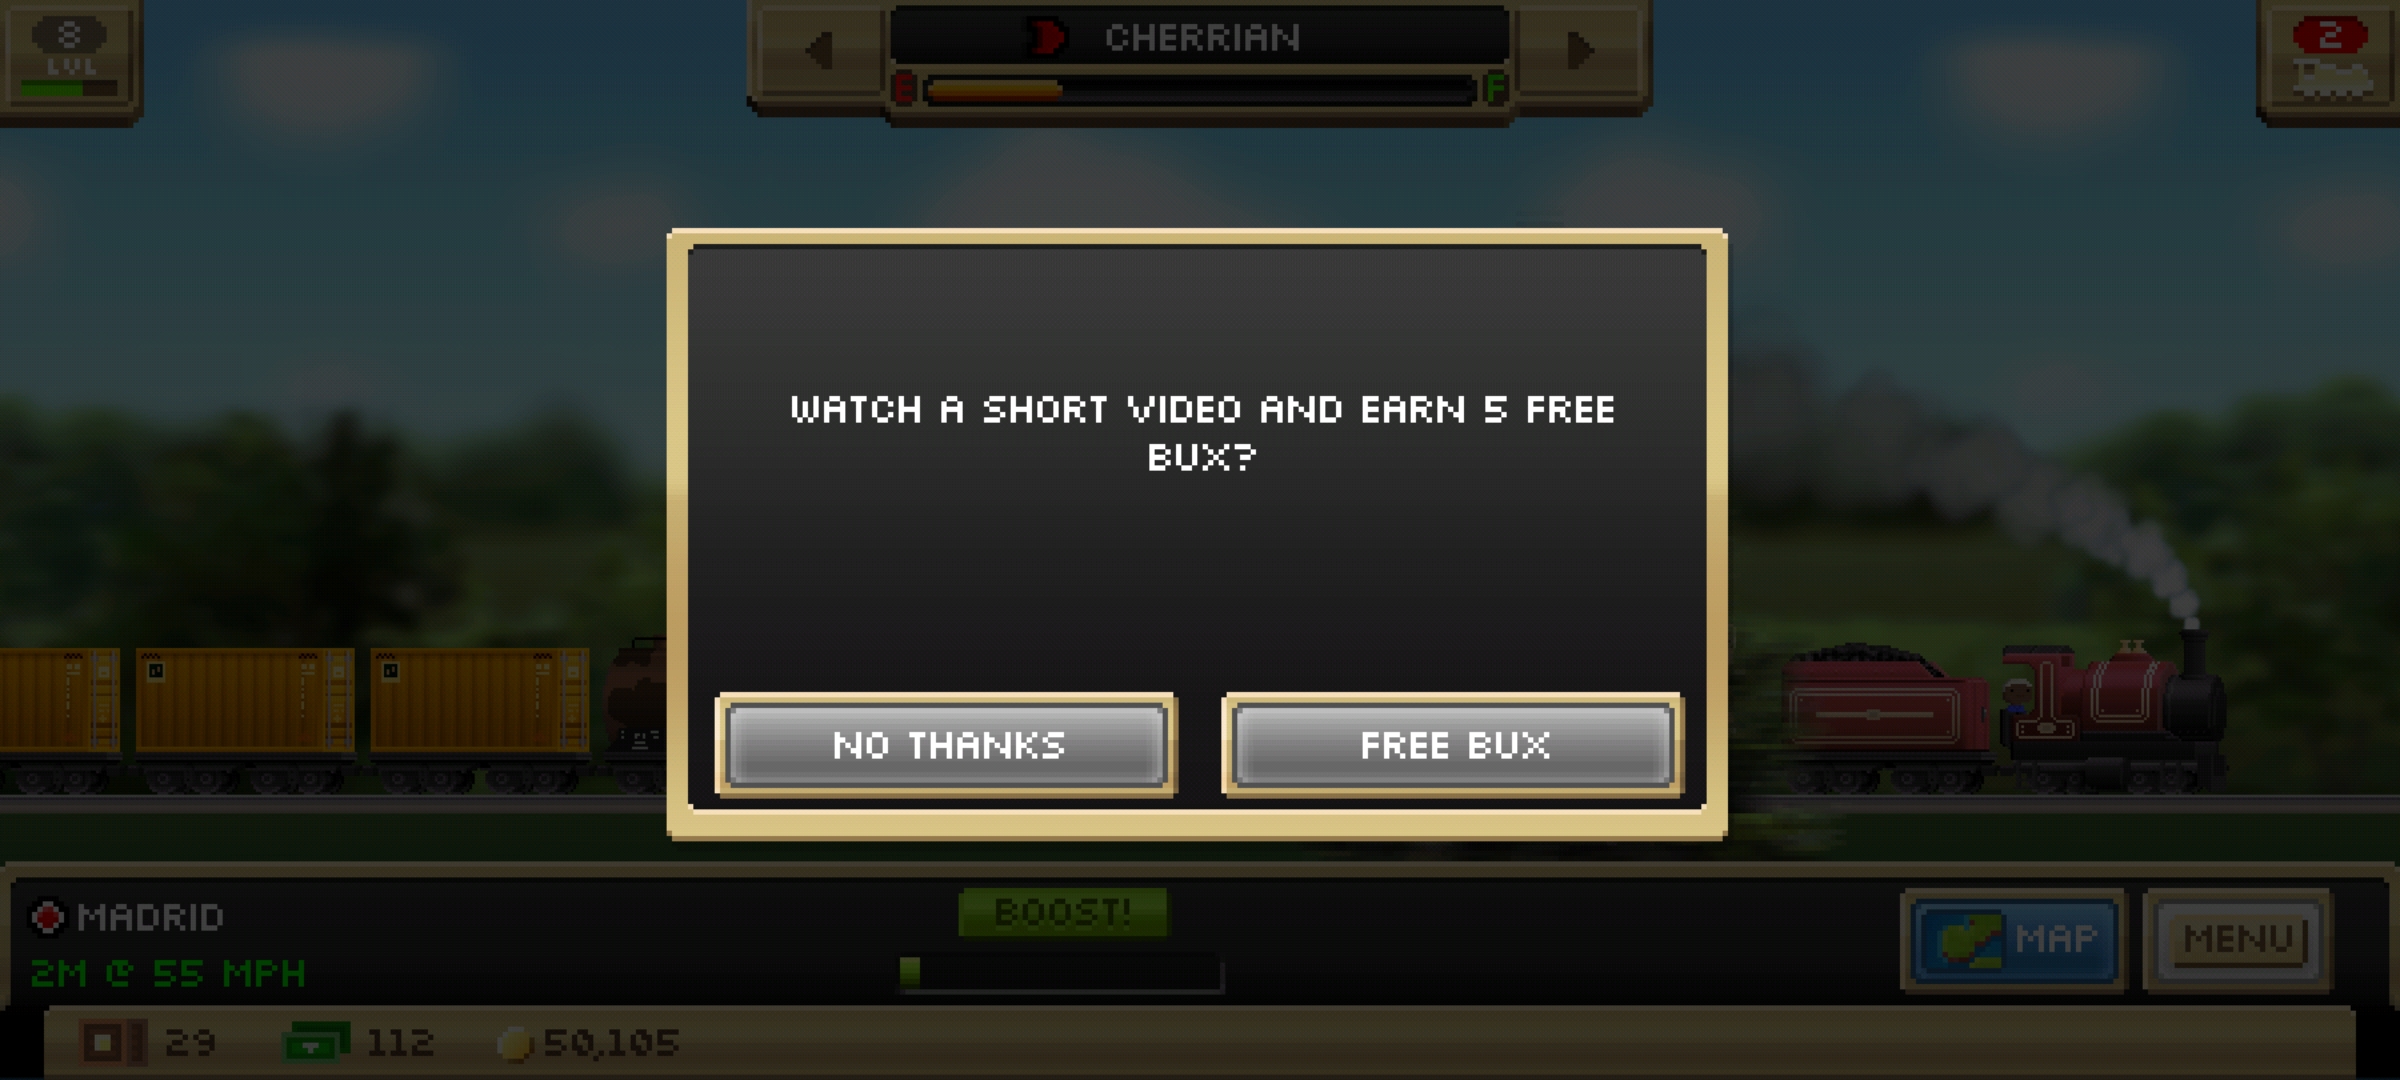 8
LVL
CHERRIAN
E F
2
WATCH A SHORT VIDEO AND EARN 5 FREE
BUX?
NO THANKS
FREE BUX
MADRID
2M @ 55 MPH
BOOST!
MAP
MENU
29
112
50,105